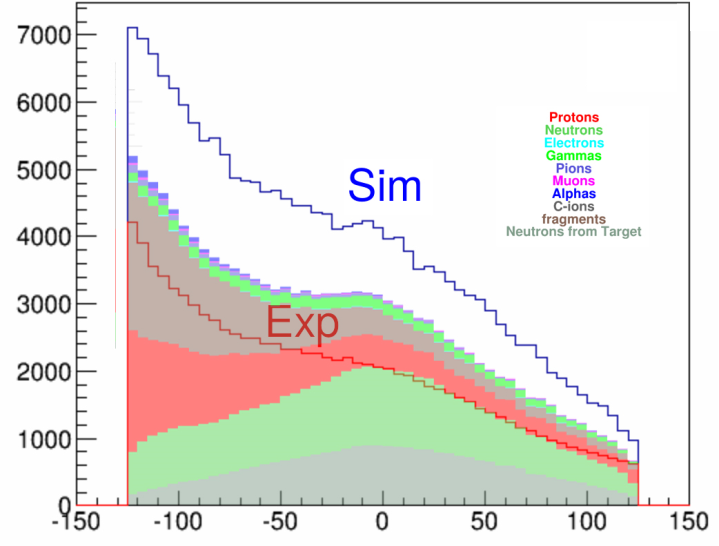 7000
6000
5000
4000
3000
2000
1000
0
-150
-100
-50
0
50
100
150
Sim
Exp
Protons
Neutrons
Electrons
Gammas
Pions
Muons
Alphas
C-ions
fragments
Neutrons from Target